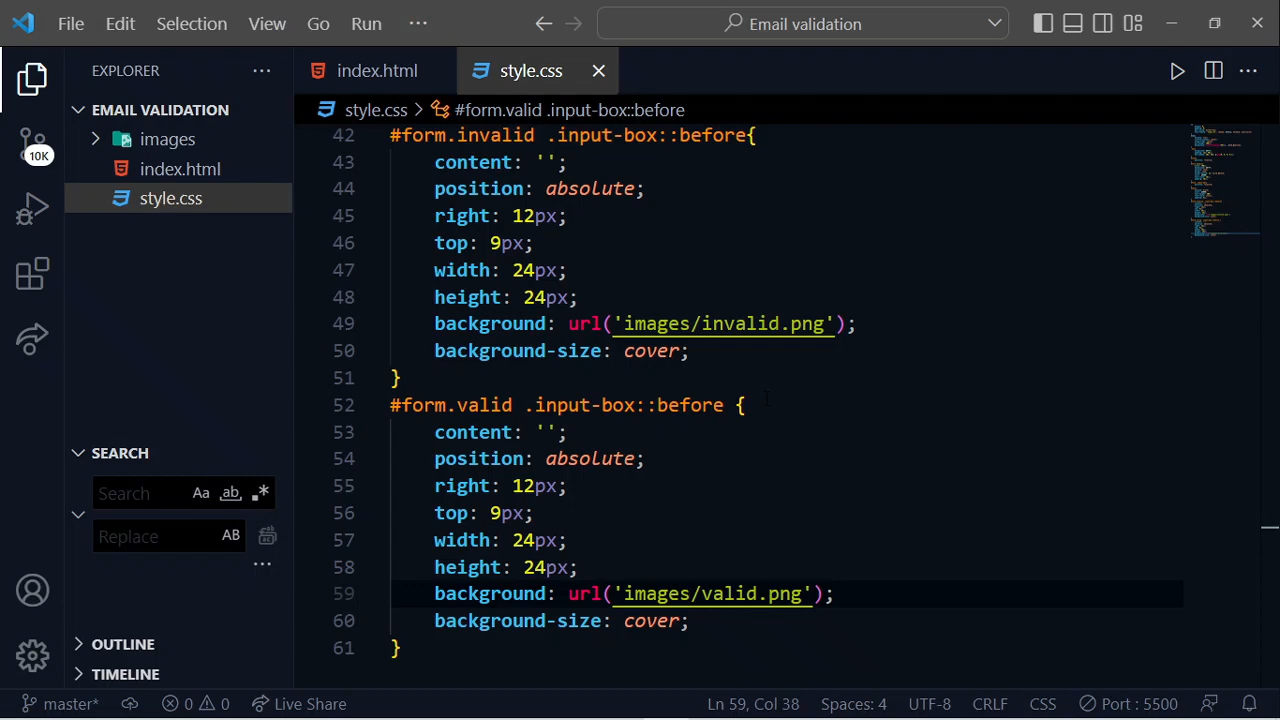 File Edit Selection View Go Run ··· Email validation
EXPLORER ···
index.html style.css
EMAIL VALIDATION
images
index.html
style.css
10K
style.css > #form.valid .input-box::before
42 #form.invalid .input-box::before{
43 content: '';
44 position: absolute;
45 right: 12px;
46 top: 9px;
47 width: 24px;
48 height: 24px;
49 background: url('images/invalid.png');
50 background-size: cover;
51 }
52 #form.valid .input-box::before {
53 content: '';
54 position: absolute;
55 right: 12px;
56 top: 9px;
57 width: 24px;
58 height: 24px;
59 background: url('images/valid.png');
60 background-size: cover;
61 }
SEARCH
Search Aa ab .*
Replace AB
···
OUTLINE
TIMELINE
master* 0 0 Live Share Ln 59, Col 38 Spaces: 4 UTF-8 CRLF CSS Port : 5500